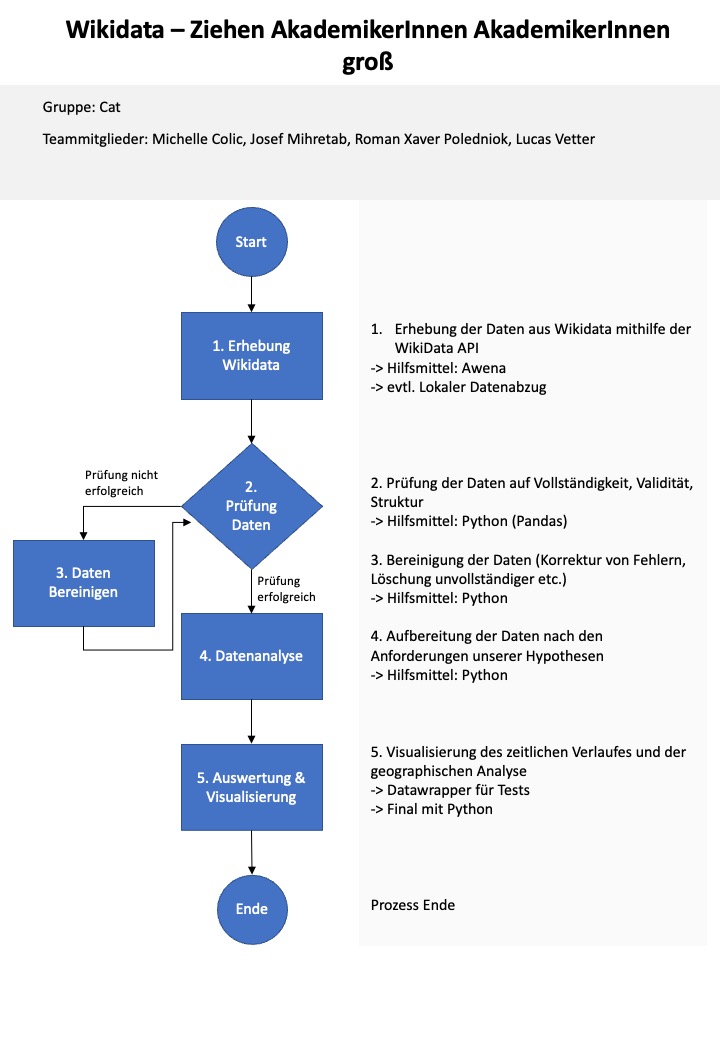 Wikidata – Ziehen AkademikerInnen AkademikerInnen
groß
Gruppe: Cat
Teammitglieder: Michelle Colic, Josef Mihretab, Roman Xaver Poledniok, Lucas Vetter
Start
1. Erhebung
Wikidata
1. Erhebung der Daten aus Wikidata mithilfe der
WikiData API
-> Hilfsmittel: Awena
-> evtl. Lokaler Datenabzug
Prüfung nicht
erfolgreich
2.
Prüfung
Daten
2. Prüfung der Daten auf Vollständigkeit, Validität,
Struktur
-> Hilfsmittel: Python (Pandas)
3. Daten
Bereinigen
Prüfung
erfolgreich
3. Bereinigung der Daten (Korrektur von Fehlern,
Löschung unvollständiger etc.)
-> Hilfsmittel: Python
4. Datenanalyse
4. Aufbereitung der Daten nach den
Anforderungen unserer Hypothesen
-> Hilfsmittel: Python
5. Auswertung &
Visualisierung
5. Visualisierung des zeitlichen Verlaufes und der
geographischen Analyse
-> Datawrapper für Tests
-> Final mit Python
Ende
Prozess Ende